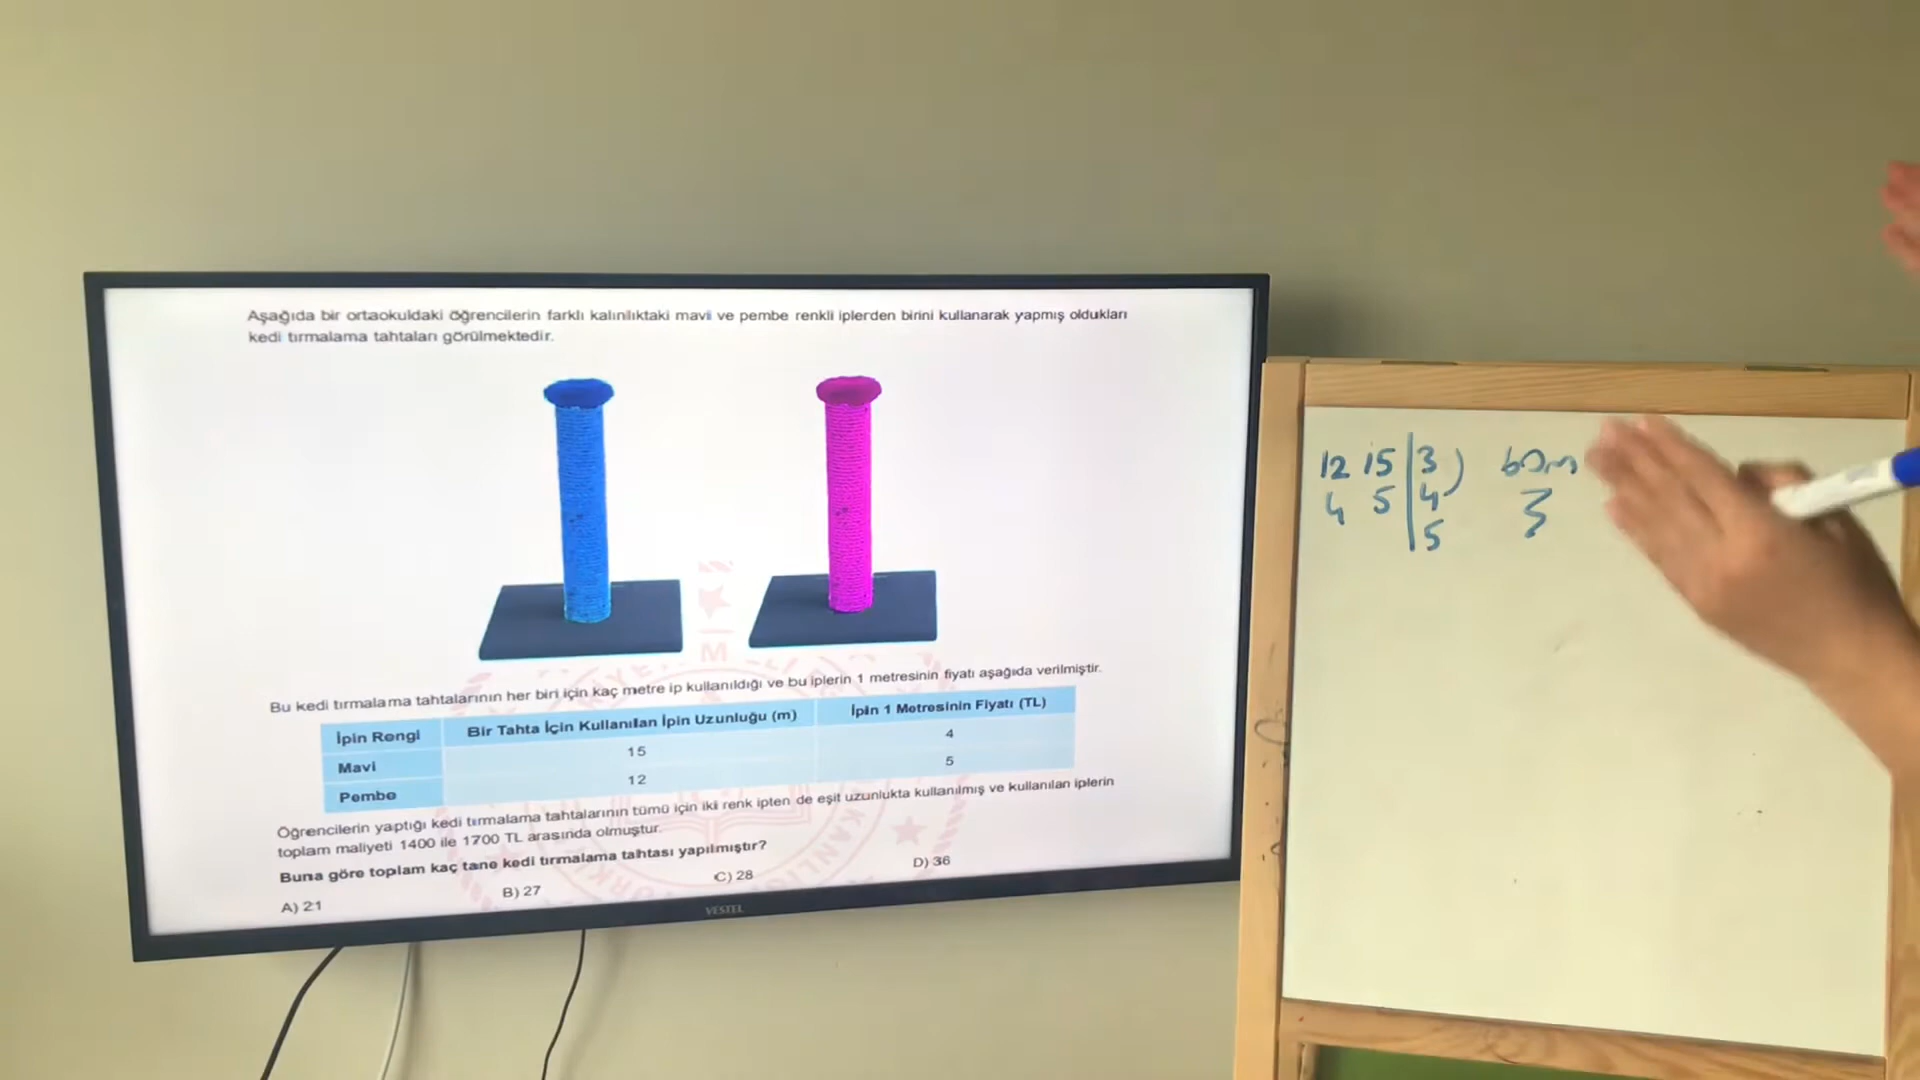 Aşağıda bir ortaokuldaki öğrencilerin farklı kalınlıktaki mavi ve pembe renkli iplerden birini kullanarak yapmış oldukları
kedi tırmalama tahtaları görülmektedir.
Bu kedi tırmalama tahtalarının her biri için kaç metre ip kullanıldığı ve bu iplerin 1 metresinin fiyatı aşağıda verilmiştir.
İpin Rengi Bir Tahta İçin Kullanılan İpin Uzunluğu (m) İpin 1 Metresinin Fiyatı (TL)
Mavi 15 4
Pembe 12 5
Öğrencilerin yaptığı kedi tırmalama tahtalarının tümü için iki renk ipten de eşit uzunlukta kullanılmış ve kullanılan iplerin
toplam maliyeti 1400 ile 1700 TL arasında olmuştur.
Buna göre toplam kaç tane kedi tırmalama tahtası yapılmıştır?
A) 21 B) 27 C) 28 D) 36
VESTEL
12 15 | 3 60m
4 5 | 4
5